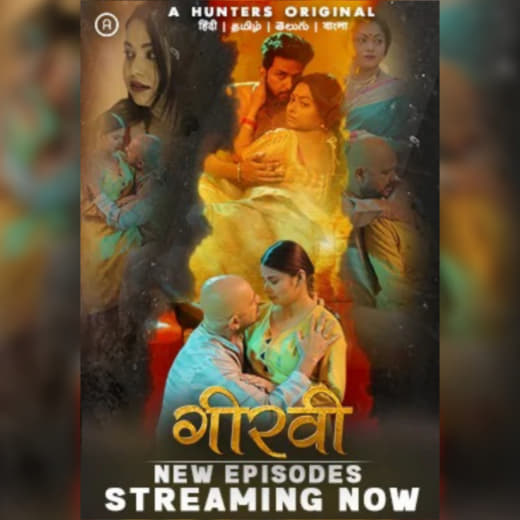 A
A HUNTERS ORIGINAL
हिंदी | தமிழ் | తెలుగు | বাংলা
गीरवी
NEW EPISODES
STREAMING NOW